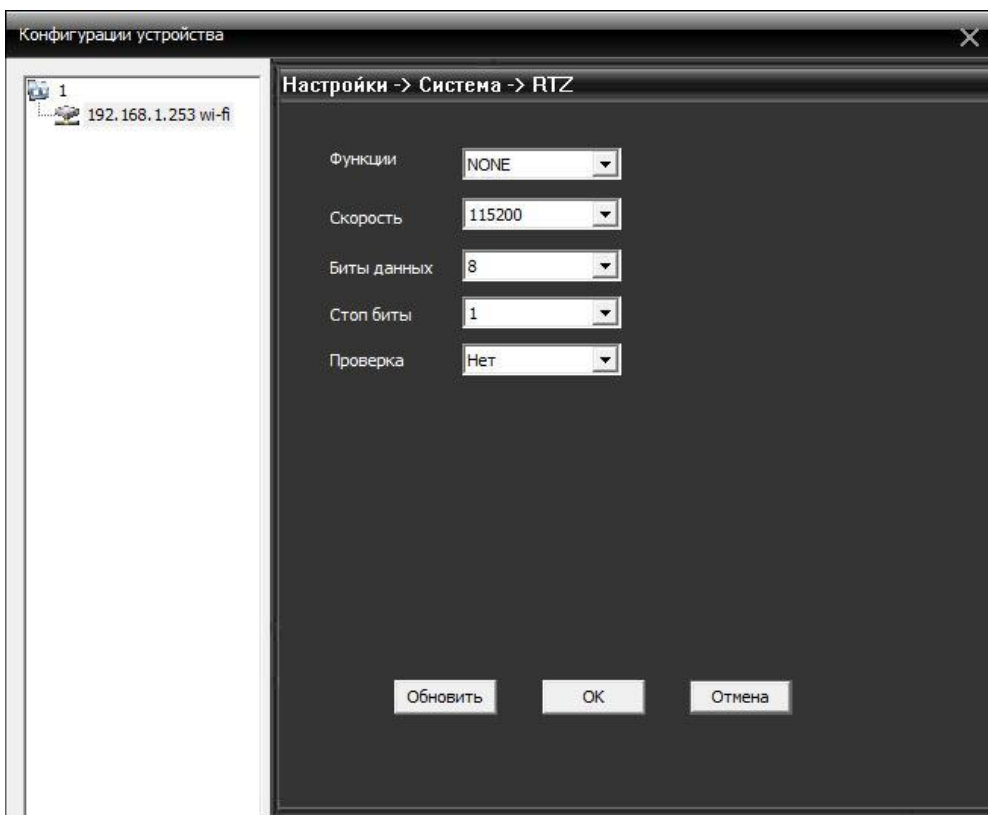 Конфигурации устройства
1
192.168.1.253 wi-fi
Настройки -> Система -> RTZ
Функции NONE
Скорость 115200
Биты данных 8
Стоп биты 1
Проверка Нет
Обновить OK Отмена